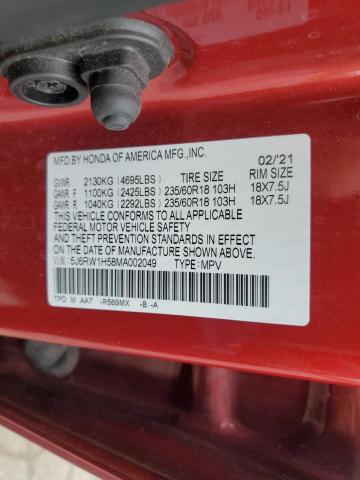 MFD.BY HONDA OF AMERICA MFG.,INC. 02/'21
GVWR 2130KG (4695LBS) TIRE SIZE RIM SIZE
GAWR F 1100KG (2425LBS) 235/60R18 103H 18X7.5J
GAWR R 1040KG (2292LBS) 235/60R18 103H 18X7.5J
THIS VEHICLE CONFORMS TO ALL APPLICABLE
FEDERAL MOTOR VEHICLE SAFETY
AND THEFT PREVENTION STANDARDS IN EFFECT
ON THE DATE OF MANUFACTURE SHOWN ABOVE.
V.I.N.: 5J6RW1H58MA002049 TYPE: MPV
TPD M AA7 -R569MX -B -A